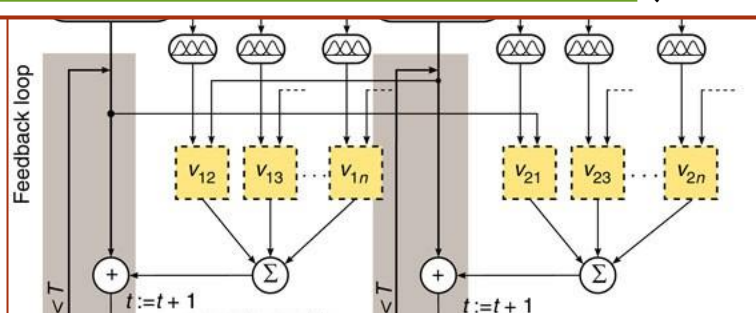 Feedback loop
v12 v13 ... v1n
v21 v23 ... v2n
+ Σ + Σ
t :=t + 1 t :=t + 1
< T < T